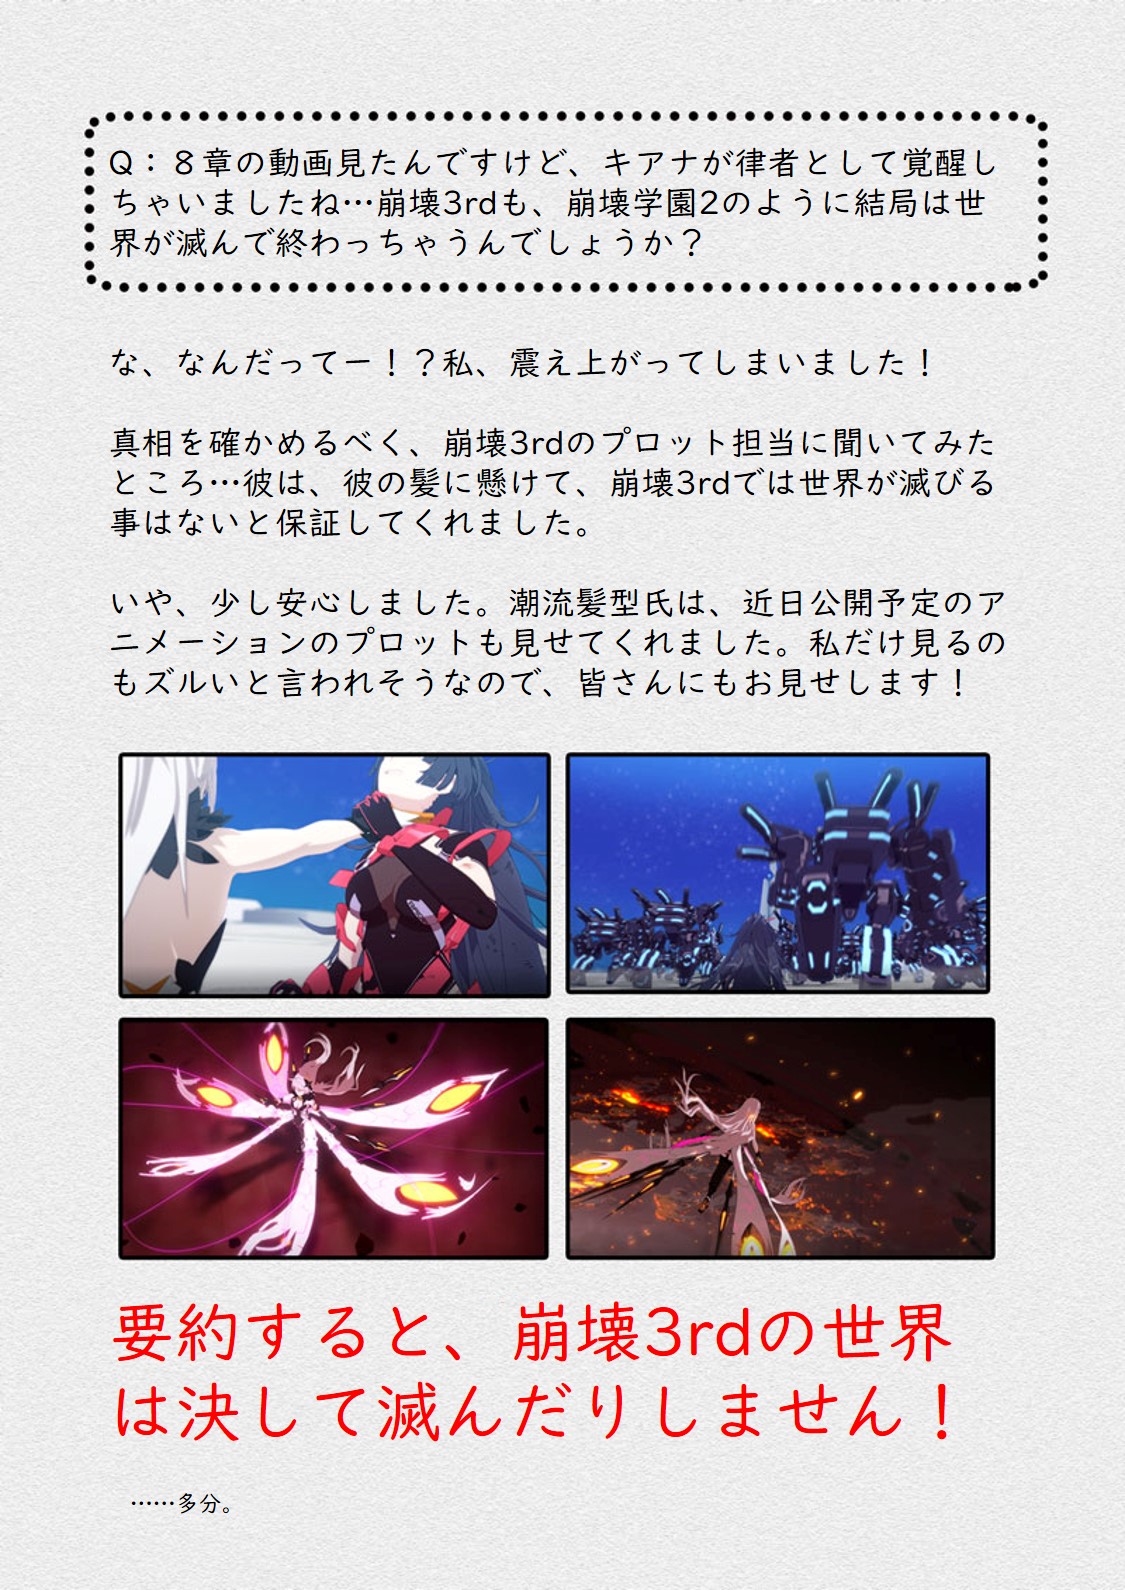 Q：８章の動画見たんですけど、キアナが律者として覚醒し
ちゃいましたね…崩壊3rdも、崩壊学園2のように結局は世
界が滅んで終わっちゃうんでしょうか？
な、なんだってー！？私、震え上がってしまいました！
真相を確かめるべく、崩壊3rdのプロット担当に聞いてみた
ところ…彼は、彼の髪に懸けて、崩壊3rdでは世界が滅びる
事はないと保証してくれました。
いや、少し安心しました。潮流髪型氏は、近日公開予定のア
ニメーションのプロットも見せてくれました。私だけ見るの
もズルいと言われそうなので、皆さんにもお見せします！
要約すると、崩壊3rdの世界
は決して滅んだりしません！
……多分。